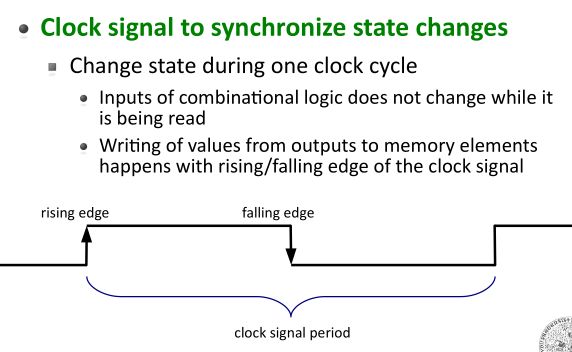 Clock signal to synchronize state changes
Change state during one clock cycle
Inputs of combinational logic does not change while it
is being read
Writing of values from outputs to memory elements
happens with rising/falling edge of the clock signal
rising edge
falling edge
clock signal period